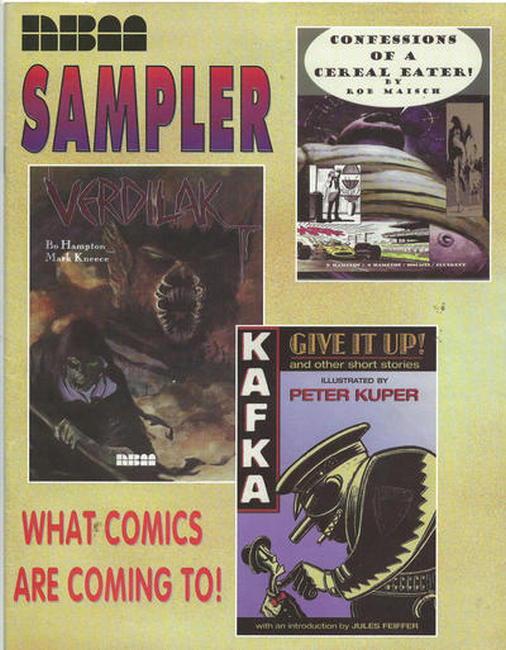 NBM
SAMPLER
CONFESSIONS
OF A
CEREAL EATER!
BY
ROB MAISCH
VERDILAK
T
Bo Hampton
Mark Kneece
NBM
KAFKA
GIVE IT UP!
and other short stories
ILLUSTRATED BY
PETER KUPER
with an introduction by JULES FEIFFER
WHAT COMICS
ARE COMING TO!